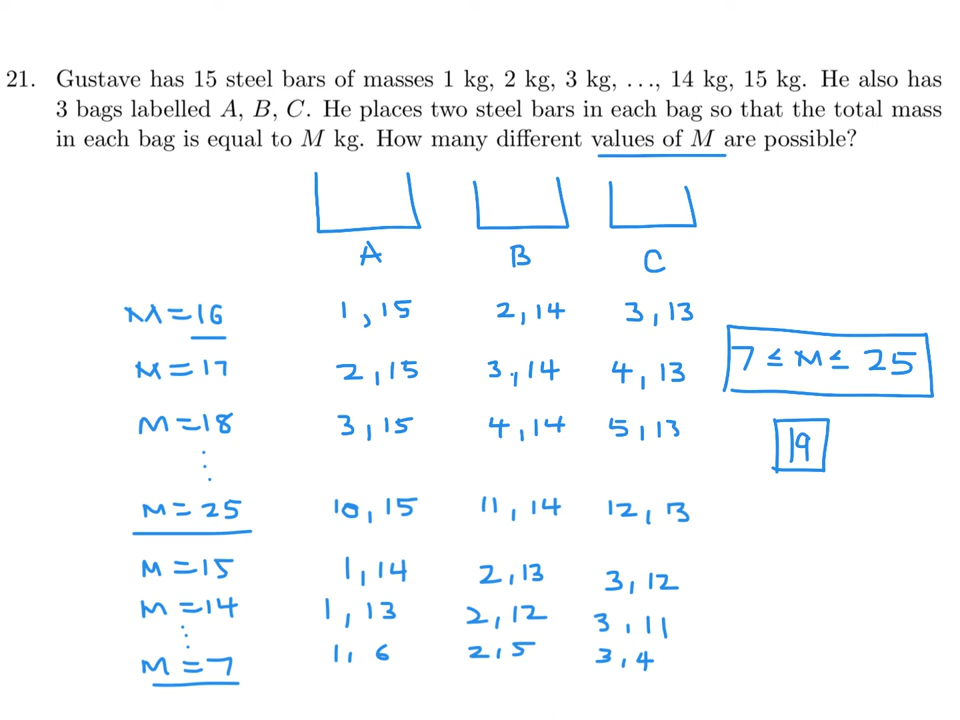 21. Gustave has 15 steel bars of masses 1 kg, 2 kg, 3 kg, …, 14 kg, 15 kg. He also has
3 bags labelled A, B, C. He places two steel bars in each bag so that the total mass
in each bag is equal to M kg. How many different values of M are possible?
A B C
M=16 1,15 2,14 3,13
M=17 2,15 3,14 4,13
7 ≤ M ≤ 25
M=18 3,15 4,14 5,13
19
⋮
M=25 10,15 11,14 12,13
M=15 1,14 2,13 3,12
M=14 1,13 2,12 3,11
⋮
M=7 1,6 2,5 3,4